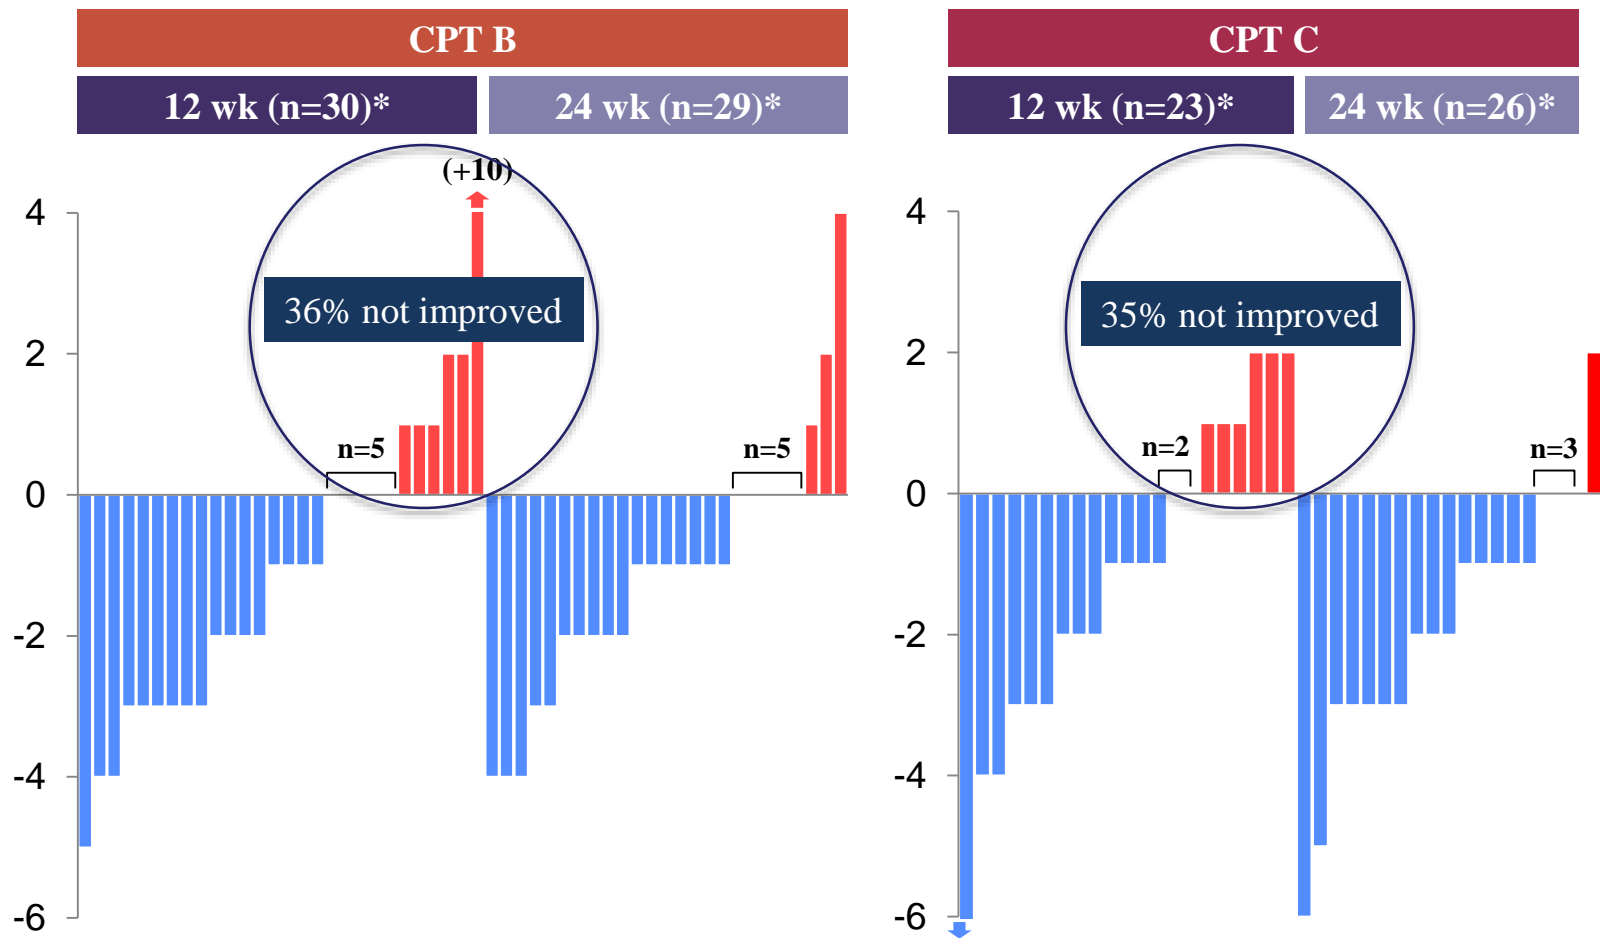 CPT B
12 wk (n=30)*
24 wk (n=29)*
(+10)
36% not improved
n=5
n=5
4
2
0
-2
-4
-6
CPT C
12 wk (n=23)*
24 wk (n=26)*
35% not improved
n=2
n=3
4
2
0
-2
-4
-6